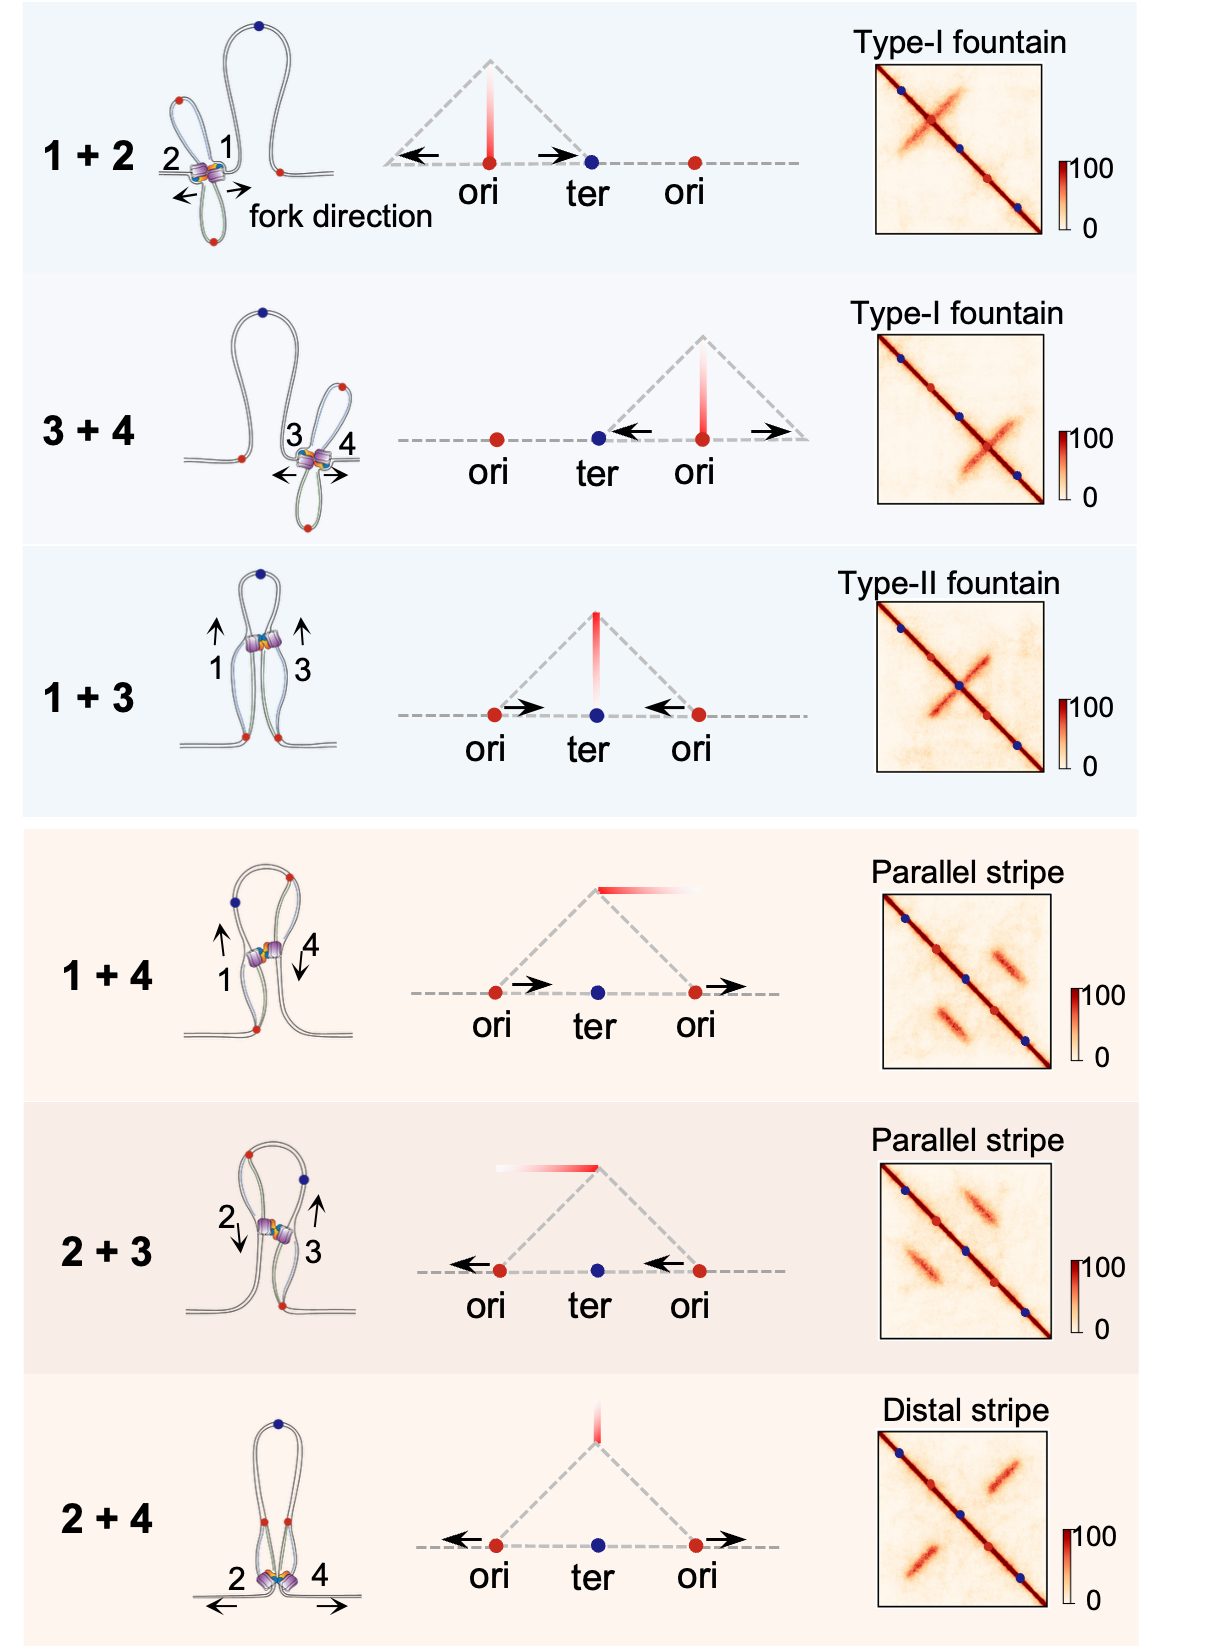 Type-I fountain
1 + 2
2
1
fork direction
ori
ter
ori
100
0
Type-I fountain
3 + 4
3
4
ori
ter
ori
100
0
Type-II fountain
1 + 3
1
3
ori
ter
ori
100
0
Parallel stripe
1 + 4
1
4
ori
ter
ori
100
0
Parallel stripe
2 + 3
2
3
ori
ter
ori
100
0
Distal stripe
2 + 4
2
4
ori
ter
ori
100
0